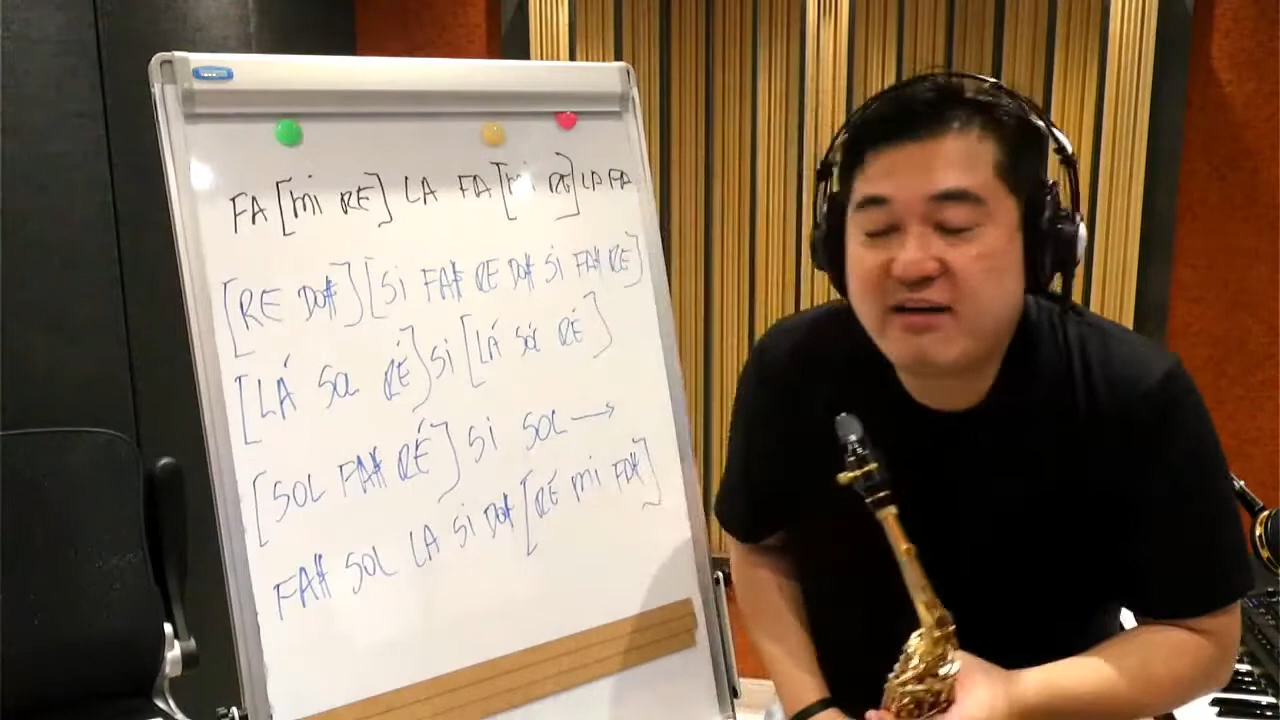 FA [mi RE] LA FA [mi RE] LA FA
[RE DO#] [Si FA# RE DO# Si FA# RE]
[LÁ SOL RÉ] Si [LÁ SOL RÉ]
[SOL FA# RÉ] Si SOL →
FA# SOL LA Si DO# [RÉ mi FA#]